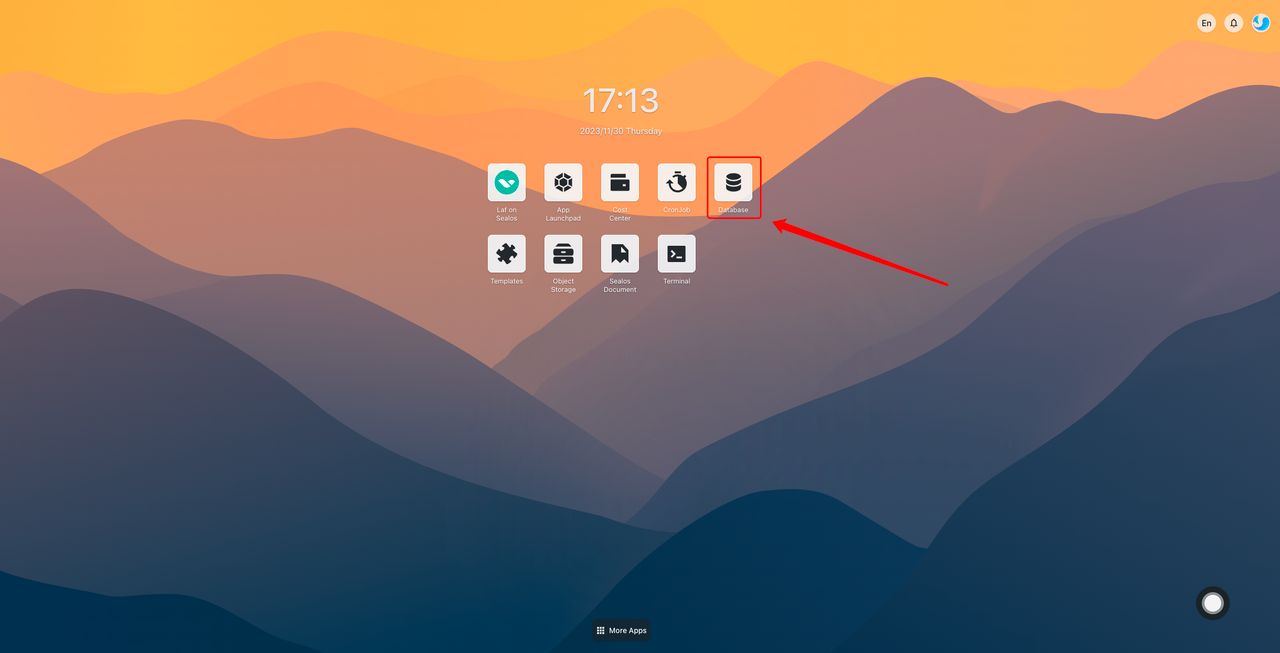 En
17:13
2023/11/30 Thursday
Laf on
Sealos
App
Launchpad
Cost
Center
CronJob
Database
Templates
Object
Storage
Sealos
Document
Terminal
More Apps